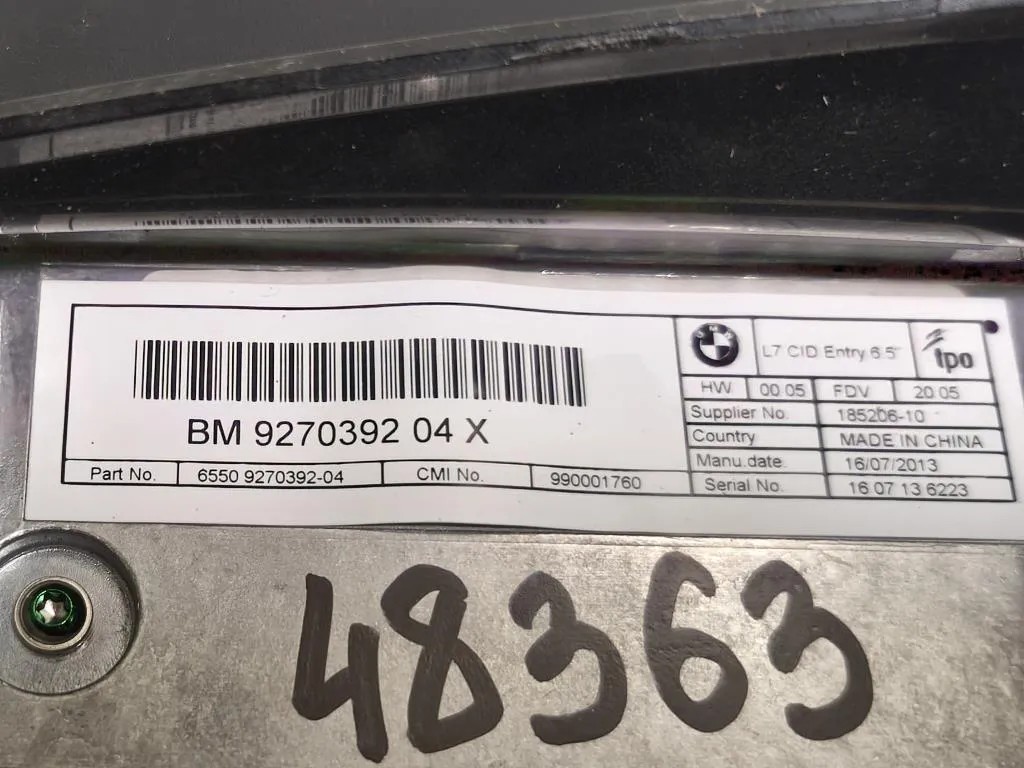 BM 9270392 04 X
Part No. 6550 9270392-04 CMI No. 990001760
L7 CID Entry 6.5" tpo
HW 00 05 FDV 20 05
Supplier No. 185206-10
Country MADE IN CHINA
Manu.date. 16/07/2013
Serial No. 16 07 13 6223
48363